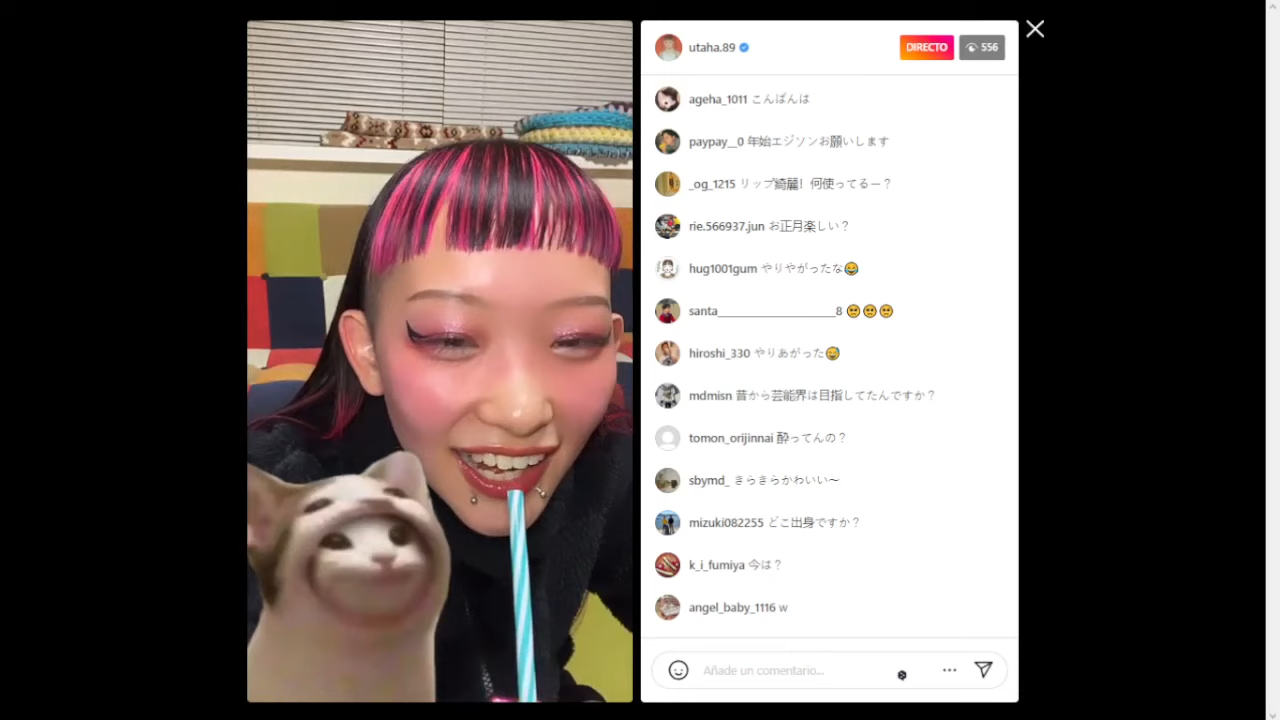 utaha.89
DIRECTO
556
ageha_1011 こんばんは
paypay__0 年始エジソンお願いします
_og_1215 リップ綺麗！何使ってるー？
rie.566937.jun お正月楽しい？
hug1001gum やりやがったな😂
santa____________________8 🥺🥺🥺
hiroshi_330 やりあがった😅
mdmisn 昔から芸能界は目指してたんですか？
tomon_orijinnai 酔ってんの？
sbymd_ きらきらかわいい〜
mizuki082255 どこ出身ですか？
k_i_fumiya 今は？
angel_baby_1116 w
Añade un comentario...